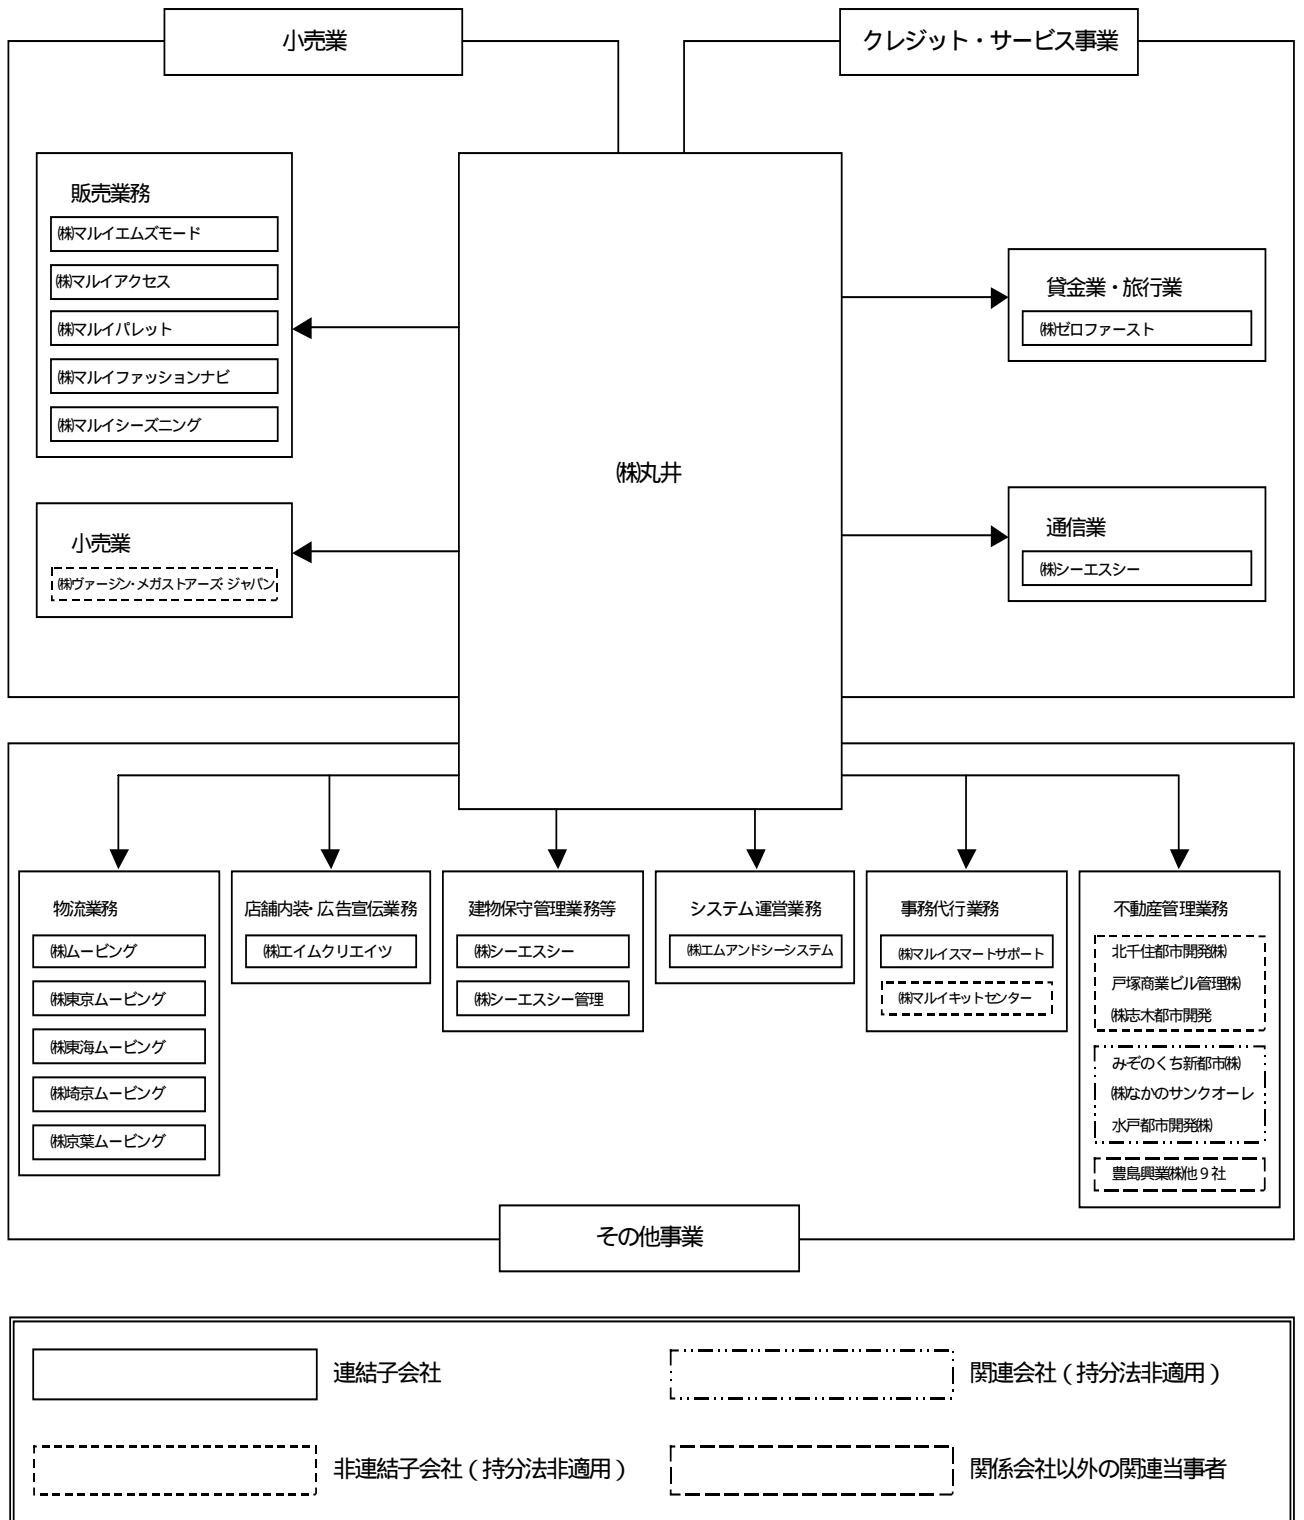 小売業
クレジット・サービス事業
販売業務
㈱マルイエムズモード
㈱マルイアクセス
㈱マルイパレット
㈱マルイファッションナビ
㈱マルイシーズニング
小売業
㈱ヴァージン・メガストアーズ・ジャパン
㈱丸井
貸金業・旅行業
㈱ゼロファースト
通信業
㈱シーエスシー
物流業務
㈱ムービング
㈱東京ムービング
㈱東海ムービング
㈱埼京ムービング
㈱京葉ムービング
店舗内装・広告宣伝業務
㈱エイムクリエイツ
建物保守管理業務等
㈱シーエスシー
㈱シーエスシー管理
システム運営業務
㈱エムアンドシーシステム
事務代行業務
㈱マルイスマートサポート
㈱マルイキットセンター
不動産管理業務
北千住都市開発㈱
戸塚商業ビル管理㈱
㈱志木都市開発
みぞのくち新都市㈱
㈱なかのサンクオーレ
水戸都市開発㈱
豊島興業㈱他9社
その他事業
連結子会社
関連会社（持分法非適用）
非連結子会社（持分法非適用）
関係会社以外の関連当事者